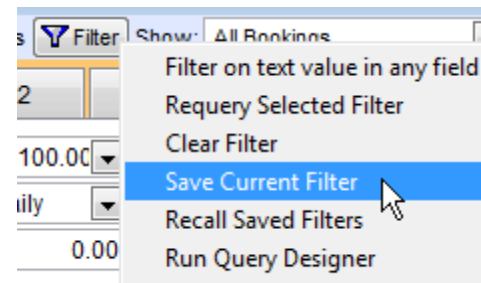 s Filter Show: All Bookings
Filter on text value in any field
2
Requery Selected Filter
Clear Filter
100.00
Save Current Filter
ily
Recall Saved Filters
0.00
Run Query Designer